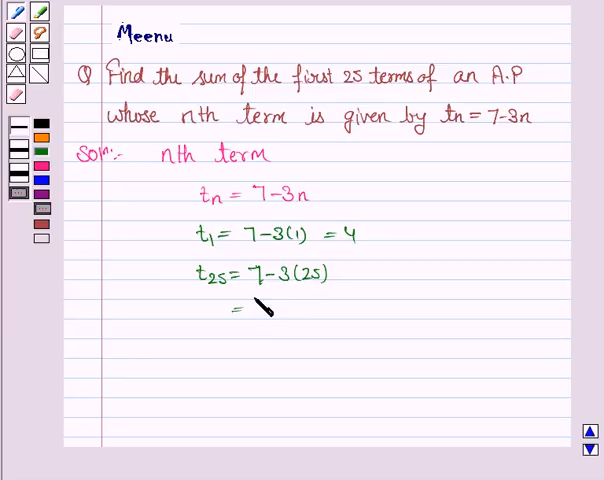 Meenu
Q Find the sum of the first 25 terms of an A.P
whose nth term is given by tn = 7-3n
Soln:- nth term
tn = 7-3n
t1 = 7-3(1) = 4
t25 = 7-3(25)
=